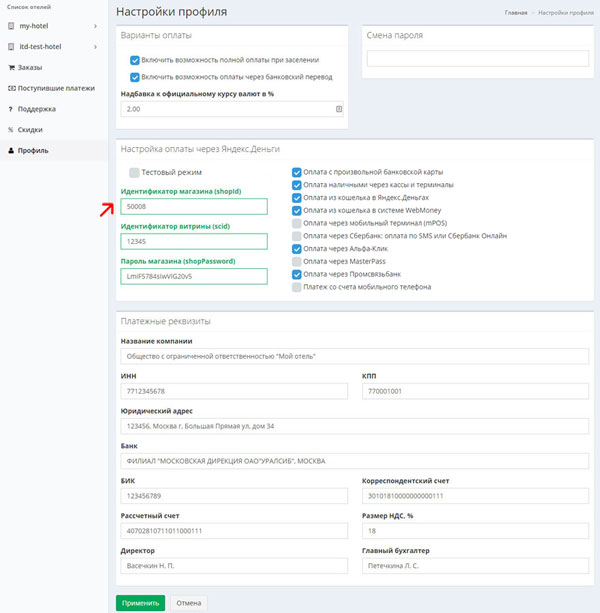 Список отелей
my-hotel
itd-test-hotel
Заказы
Поступившие платежи
Поддержка
Скидки
Профиль
Настройки профиля
Главная - Настройки профиля
Варианты оплаты
Включить возможность полной оплаты при заселении
Включить возможность оплаты через банковский перевод
Надбавка к официальному курсу валют в %
2.00
Смена пароля
Настройка оплаты через Яндекс.Деньги
Тестовый режим
Идентификатор магазина (shopId)
50008
Идентификатор витрины (scid)
12345
Пароль магазина (shopPassword)
Оплата с произвольной банковской карты
Оплата наличными через кассы и терминалы
Оплата из кошелька в Яндекс.Деньгах
Оплата из кошелька в системе WebMoney
Оплата через мобильный терминал (mPOS)
Оплата через Сбербанк: оплата по SMS или Сбербанк Онлайн
Оплата через Альфа-Клик
Оплата через MasterPass
Оплата через Промсвязьбанк
Платеж со счета мобильного телефона
Платежные реквизиты
Название компании
Общество с ограниченной ответственностью "Мой отель"
ИНН
7712345678
КПП
770001001
Юридический адрес
123456, Москва г, Большая Прямая ул, дом 34
Банк
ФИЛИАЛ "МОСКОВСКАЯ ДИРЕКЦИЯ ОАО"УРАЛСИБ", МОСКВА
БИК
123456789
Корреспондентский счет
30101810000000000111
Рассчетный счет
40702810711011000111
Размер НДС, %
18
Директор
Васечкин Н. П.
Главный бухгалтер
Петечкина Л. С.
Применить
Отмена